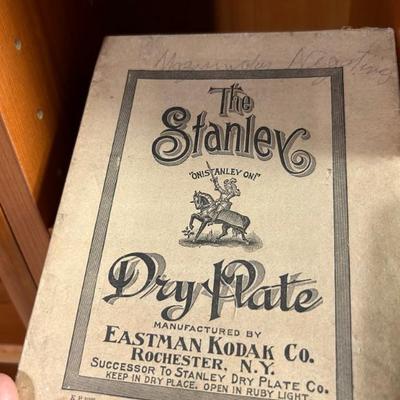 Negatives
The
Stanley
"ON! STANLEY ON!"
Dry Plate
MANUFACTURED BY
EASTMAN KODAK CO.
ROCHESTER, N.Y.
SUCCESSOR TO STANLEY DRY PLATE CO.
KEEP IN DRY PLACE. OPEN IN RUBY LIGHT.